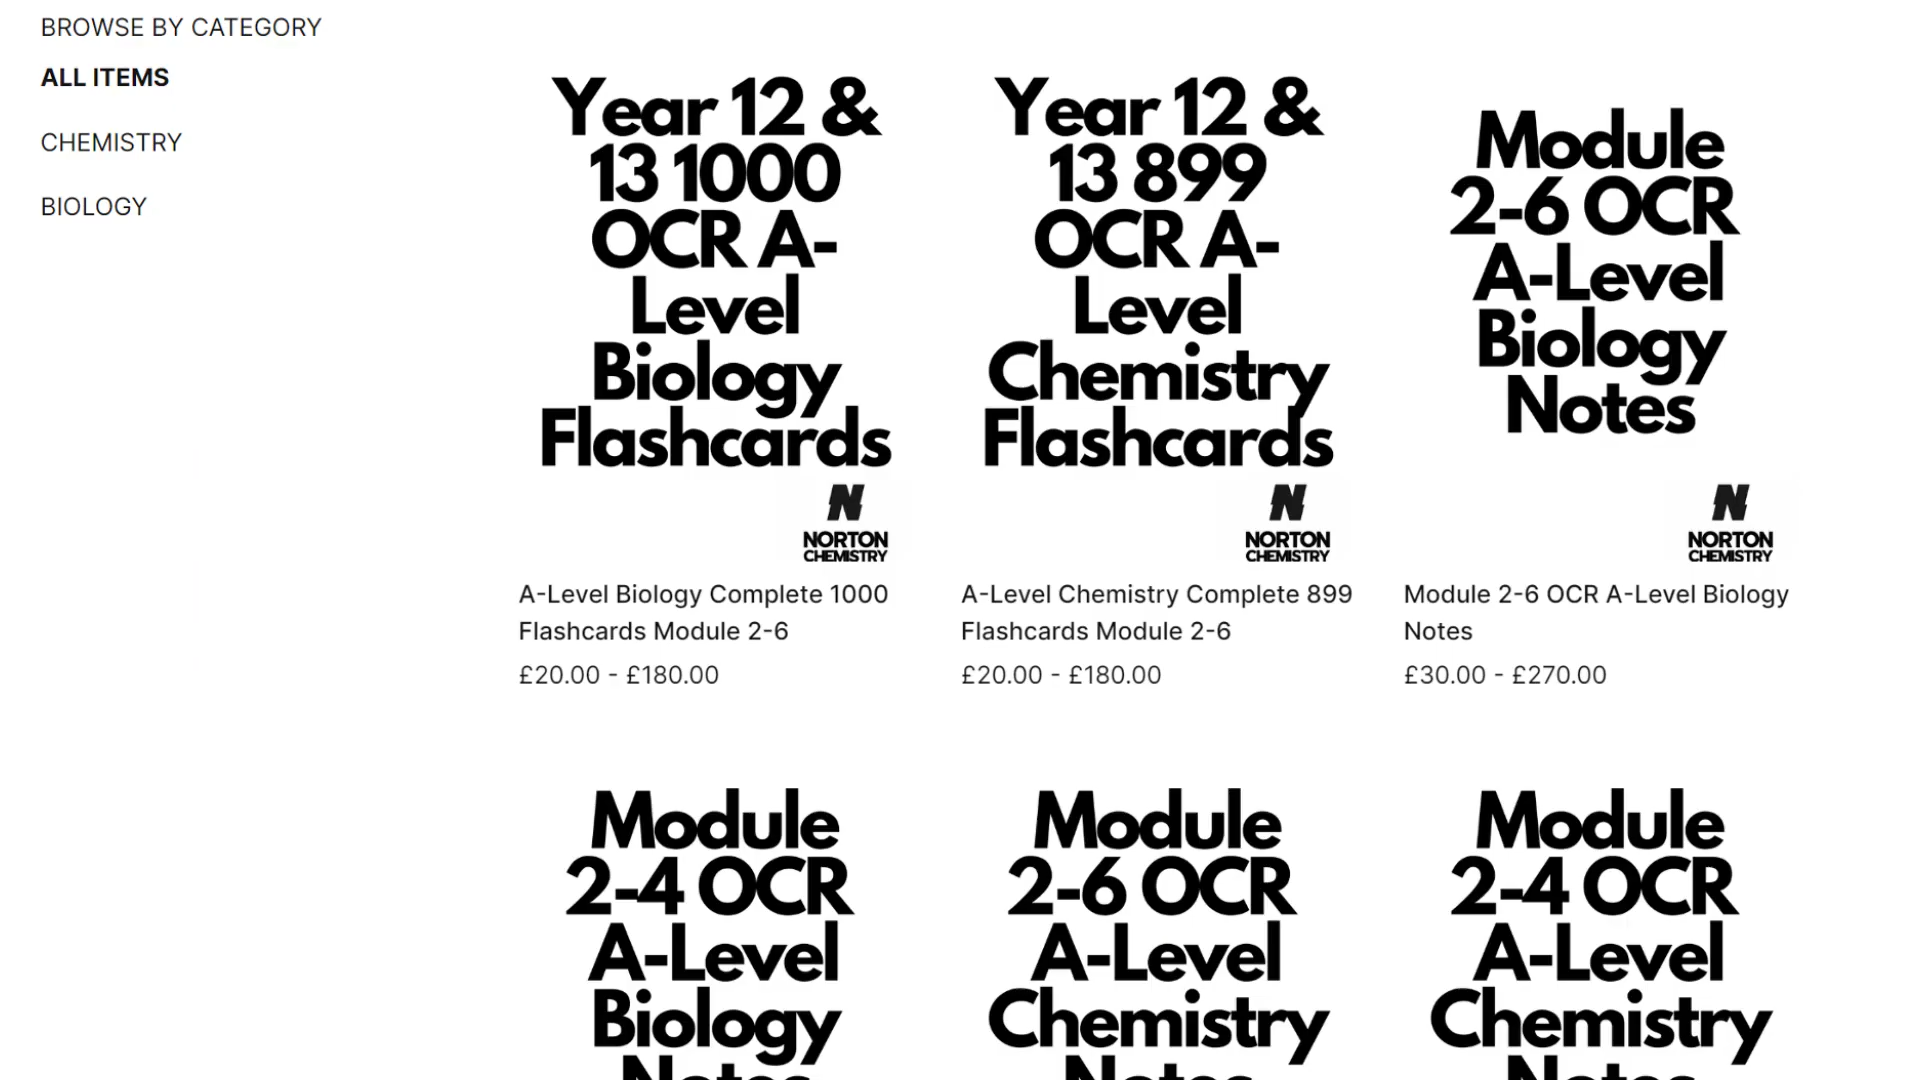 BROWSE BY CATEGORY
ALL ITEMS
CHEMISTRY
BIOLOGY
Year 12 &
13 1000
OCR A-
Level
Biology
Flashcards
NORTON
CHEMISTRY
A-Level Biology Complete 1000
Flashcards Module 2-6
£20.00 - £180.00
Year 12 &
13 899
OCR A-
Level
Chemistry
Flashcards
NORTON
CHEMISTRY
A-Level Chemistry Complete 899
Flashcards Module 2-6
£20.00 - £180.00
Module
2-6 OCR
A-Level
Biology
Notes
NORTON
CHEMISTRY
Module 2-6 OCR A-Level Biology
Notes
£30.00 - £270.00
Module
2-4 OCR
A-Level
Biology
Notes
Module
2-6 OCR
A-Level
Chemistry
Notes
Module
2-4 OCR
A-Level
Chemistry
Notes